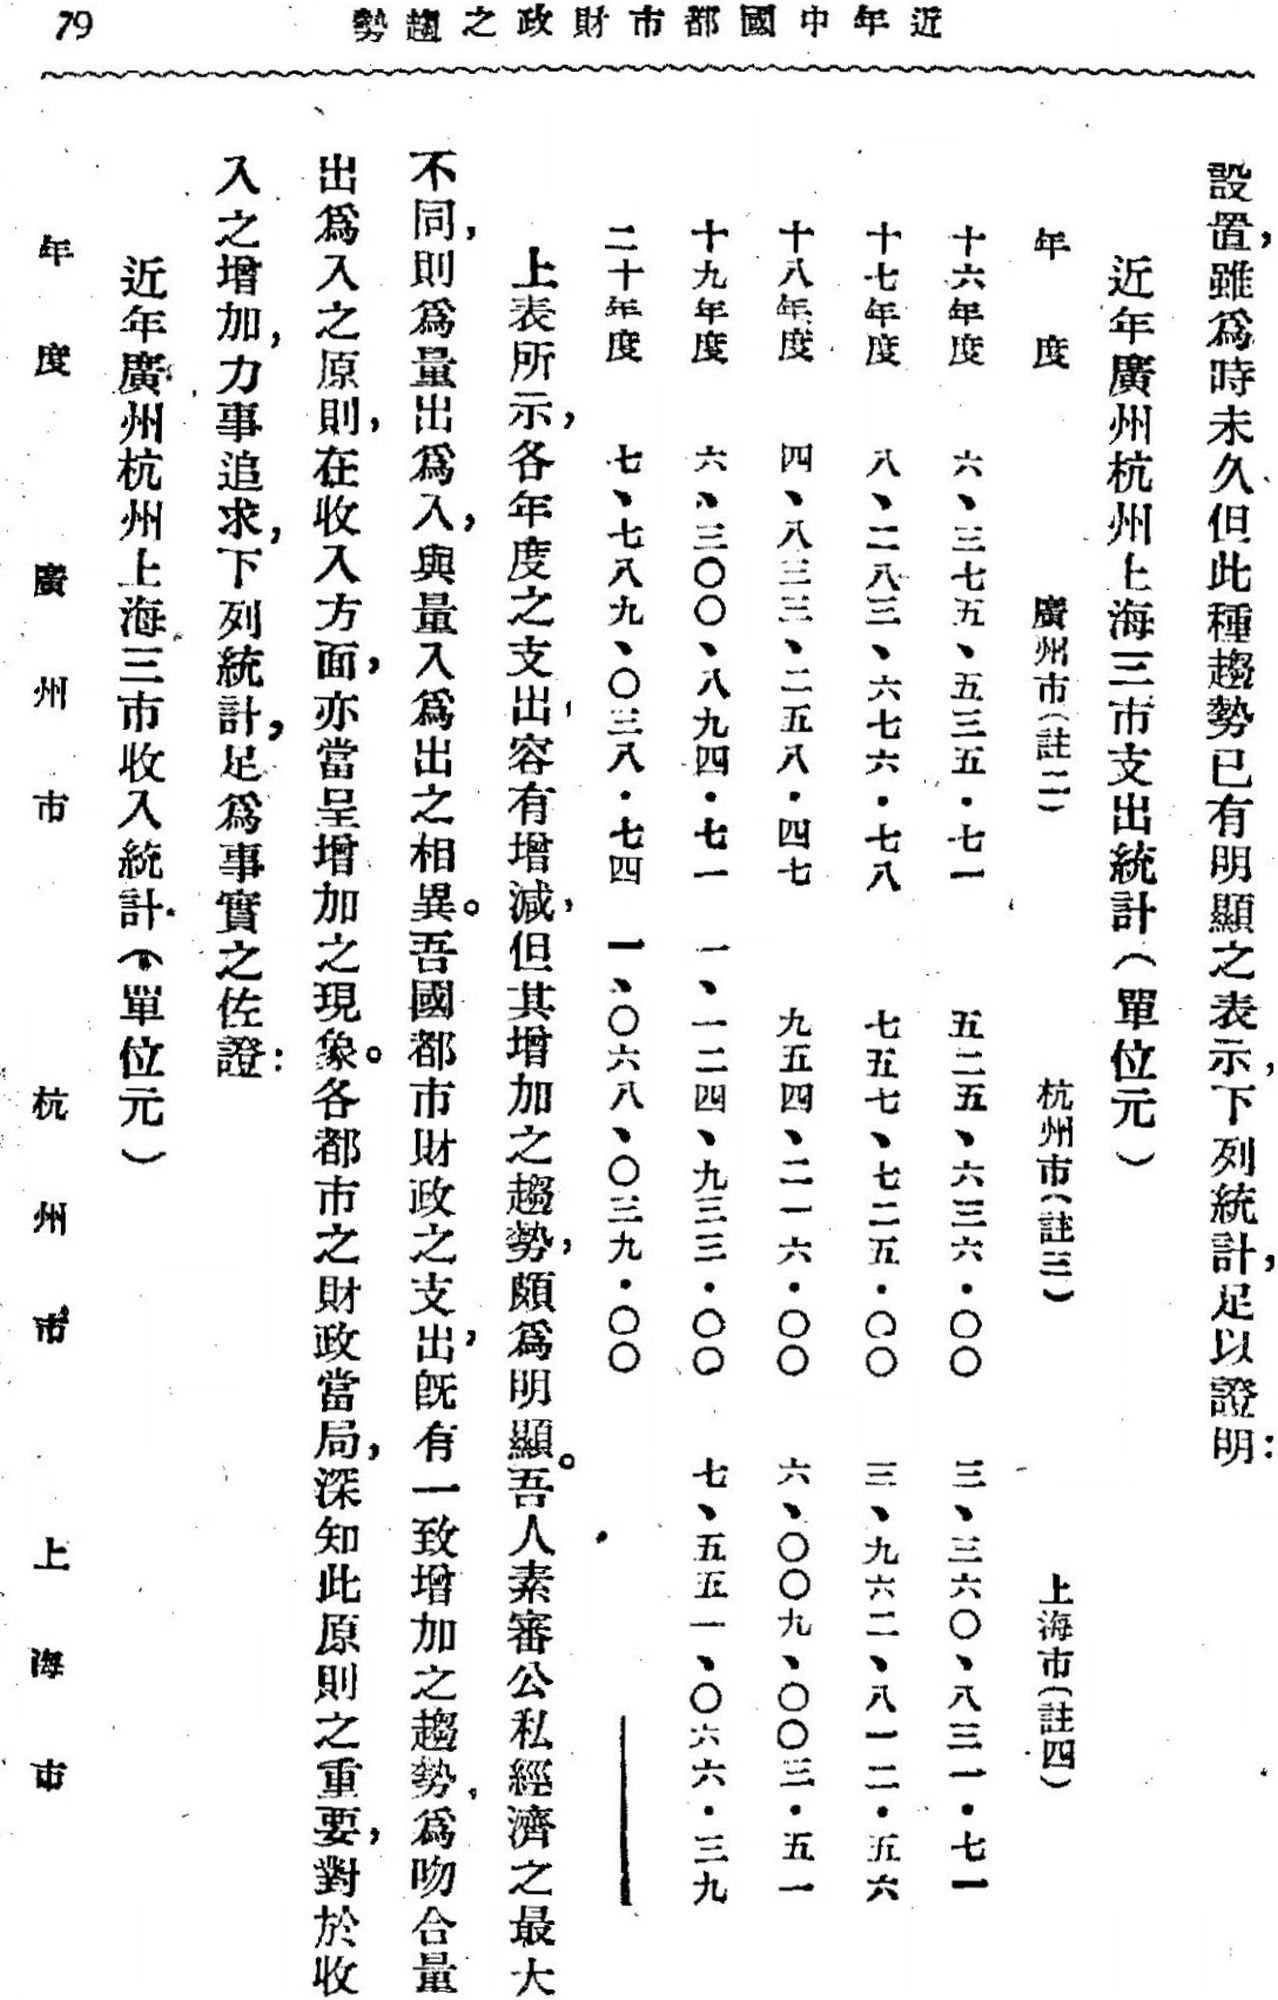 近年中國都市財政之趨勢
79
設置，雖爲時未久但此種趨勢已有明顯之表示，下列統計，足以證明：
近年廣州杭州上海三市支出統計（單位元）
年度　廣州市（註二）　杭州市（註三）　上海市（註四）
十六年度　六、三七五、五三五．七一　五二五、六三六．〇〇　三、三六〇、八三一．七一
十七年度　八、二八三、六七六．七八　七五七、七二五．〇〇　三、九六二、八一二．五六
十八年度　四、八三三、二五八．四七　九五四、二一六．〇〇　六、〇〇九、〇〇三．五一
十九年度　六、三〇〇、八九四．七一　一、一二四、九三三．〇〇　七、五五一、〇六六．三九
二十年度　七、七八九、〇三八．七四　一、〇六八、〇三九．〇〇　——
上表所示，各年度之支出，容有增減，但其增加之趨勢，頗爲明顯。吾人素審公私經濟之最大
不同，則爲量出爲入，與量入爲出之相異。吾國都市財政之支出，旣有一致增加之趨勢，爲吻合量
出爲入之原則，在收入方面，亦當呈增加之現象。各都市之財政當局，深知此原則之重要，對於收
入之增加，力事追求，下列統計，足爲事實之佐證：
近年廣州杭州上海三市收入統計（單位元）
年度　廣州市　杭州市　上海市